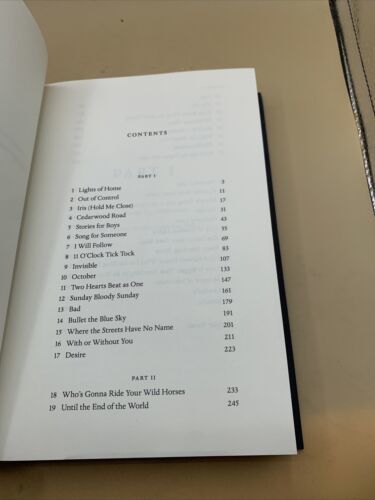 CONTENTS
PART I
1 Lights of Home 3
2 Out of Control 11
3 Iris (Hold Me Close) 17
4 Cedarwood Road 31
5 Stories for Boys 43
6 Song for Someone 55
7 I Will Follow 69
8 11 O'Clock Tick Tock 83
9 Invisible 107
10 October 133
11 Two Hearts Beat as One 147
12 Sunday Bloody Sunday 161
13 Bad 179
14 Bullet the Blue Sky 191
15 Where the Streets Have No Name 201
16 With or Without You 211
17 Desire 223
PART II
18 Who's Gonna Ride Your Wild Horses 233
19 Until the End of the World 245